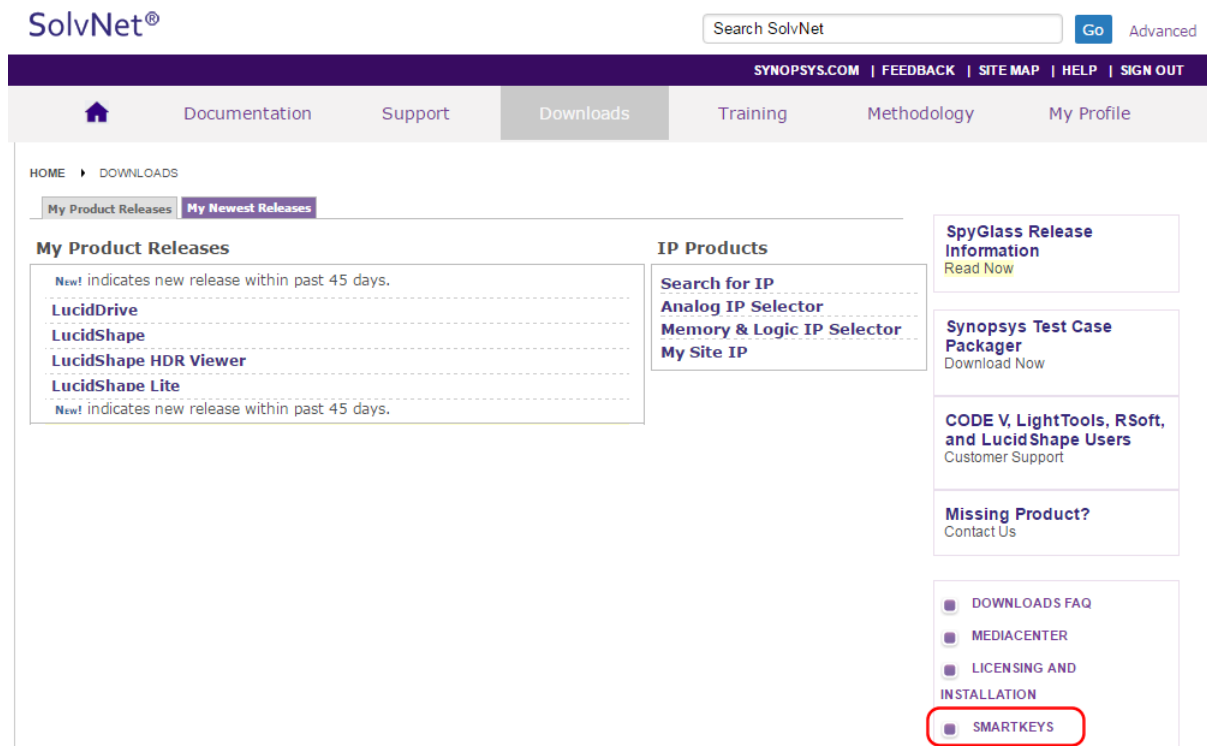 SolvNet®
Search SolvNet
Go
Advanced
SYNOPSYS.COM | FEEDBACK | SITE MAP | HELP | SIGN OUT
Documentation
Support
Downloads
Training
Methodology
My Profile
HOME DOWNLOADS
My Product Releases
My Newest Releases
My Product Releases
New! indicates new release within past 45 days.
LucidDrive
LucidShape
LucidShape HDR Viewer
LucidShape Lite
New! indicates new release within past 45 days.
IP Products
Search for IP
Analog IP Selector
Memory & Logic IP Selector
My Site IP
SpyGlass Release
Information
Read Now
Synopsys Test Case
Packager
Download Now
CODE V, LightTools, RSoft,
and LucidShape Users
Customer Support
Missing Product?
Contact Us
DOWNLOADS FAQ
MEDIACENTER
LICENSING AND
INSTALLATION
SMARTKEYS